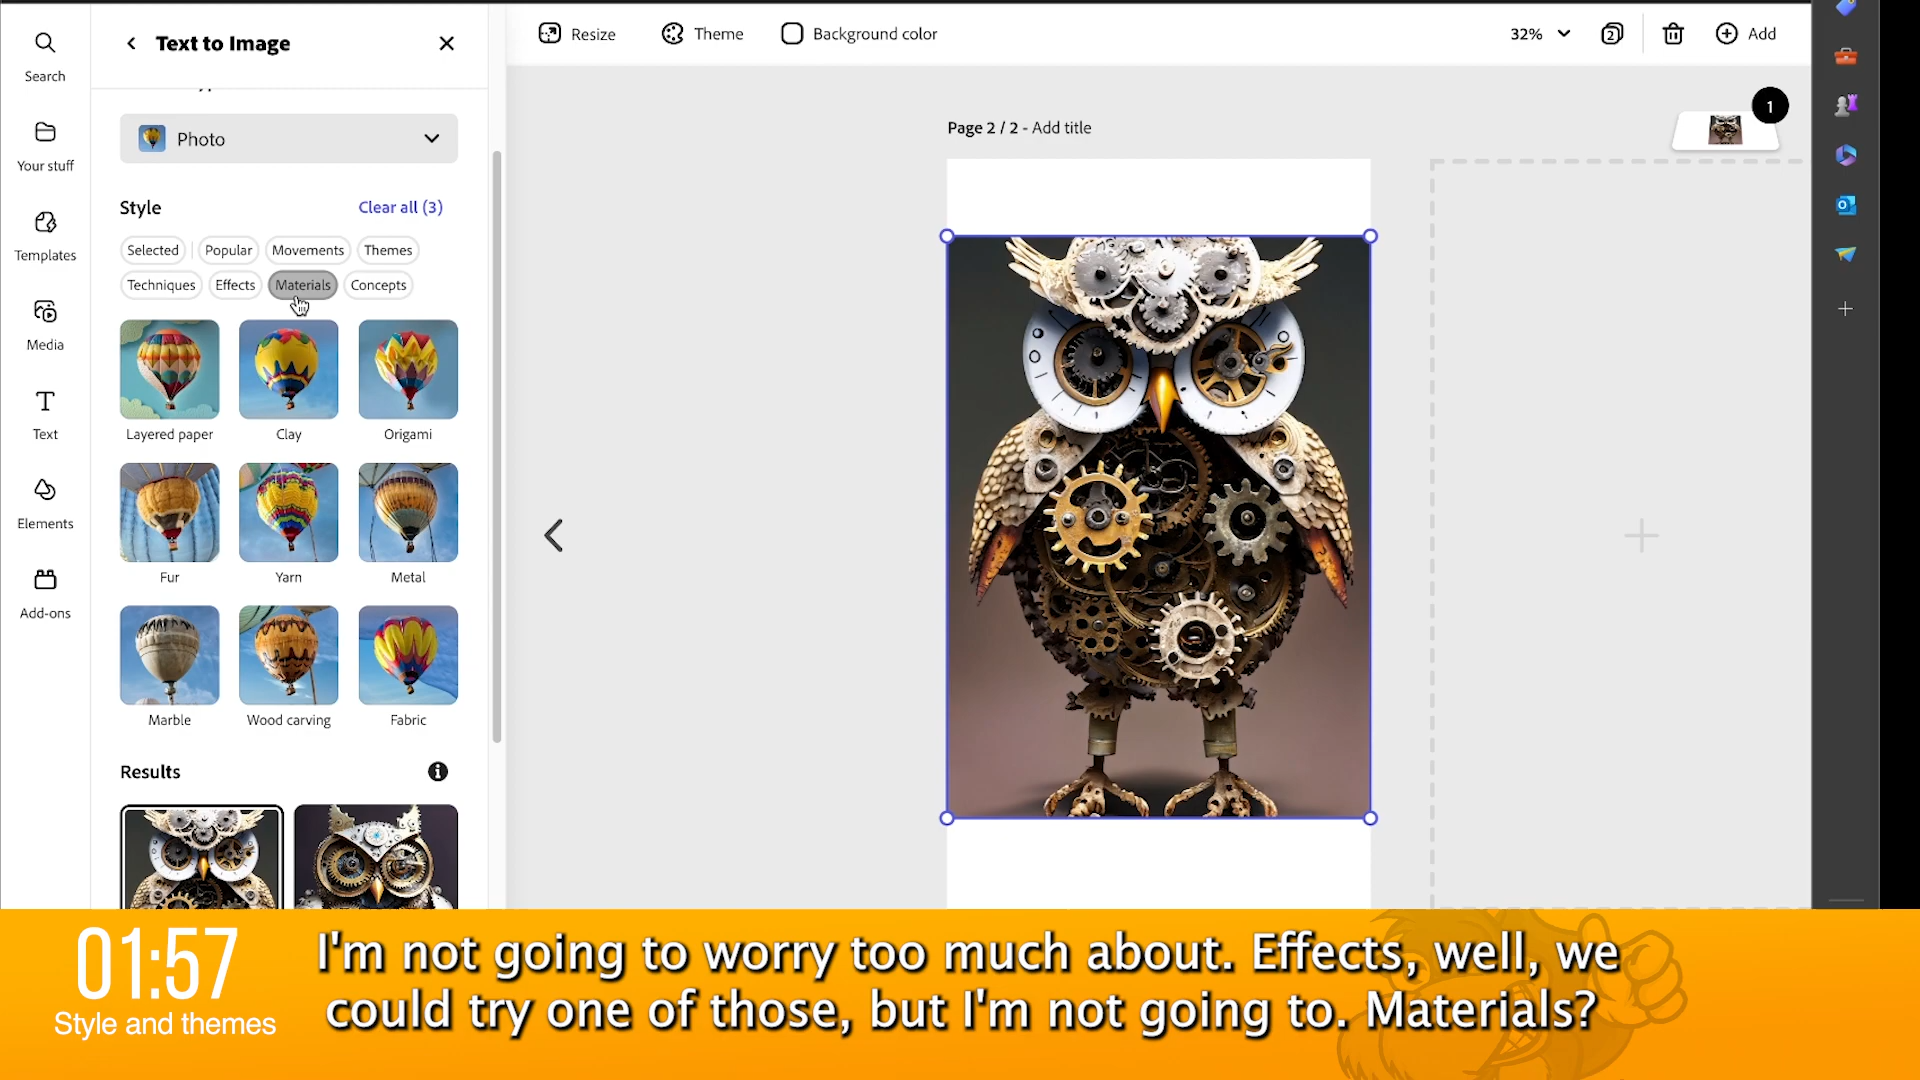 Search
Your stuff
Templates
Media
Text
Elements
Add-ons
Text to Image
Photo
Style
Clear all (3)
Selected
Popular
Movements
Themes
Techniques
Effects
Materials
Concepts
Layered paper
Clay
Origami
Fur
Yarn
Metal
Marble
Wood carving
Fabric
Results
Resize
Theme
Background color
32%
2
Add
Page 2 / 2 - Add title
1
01:57
Style and themes
I'm not going to worry too much about. Effects, well, we
could try one of those, but I'm not going to. Materials?